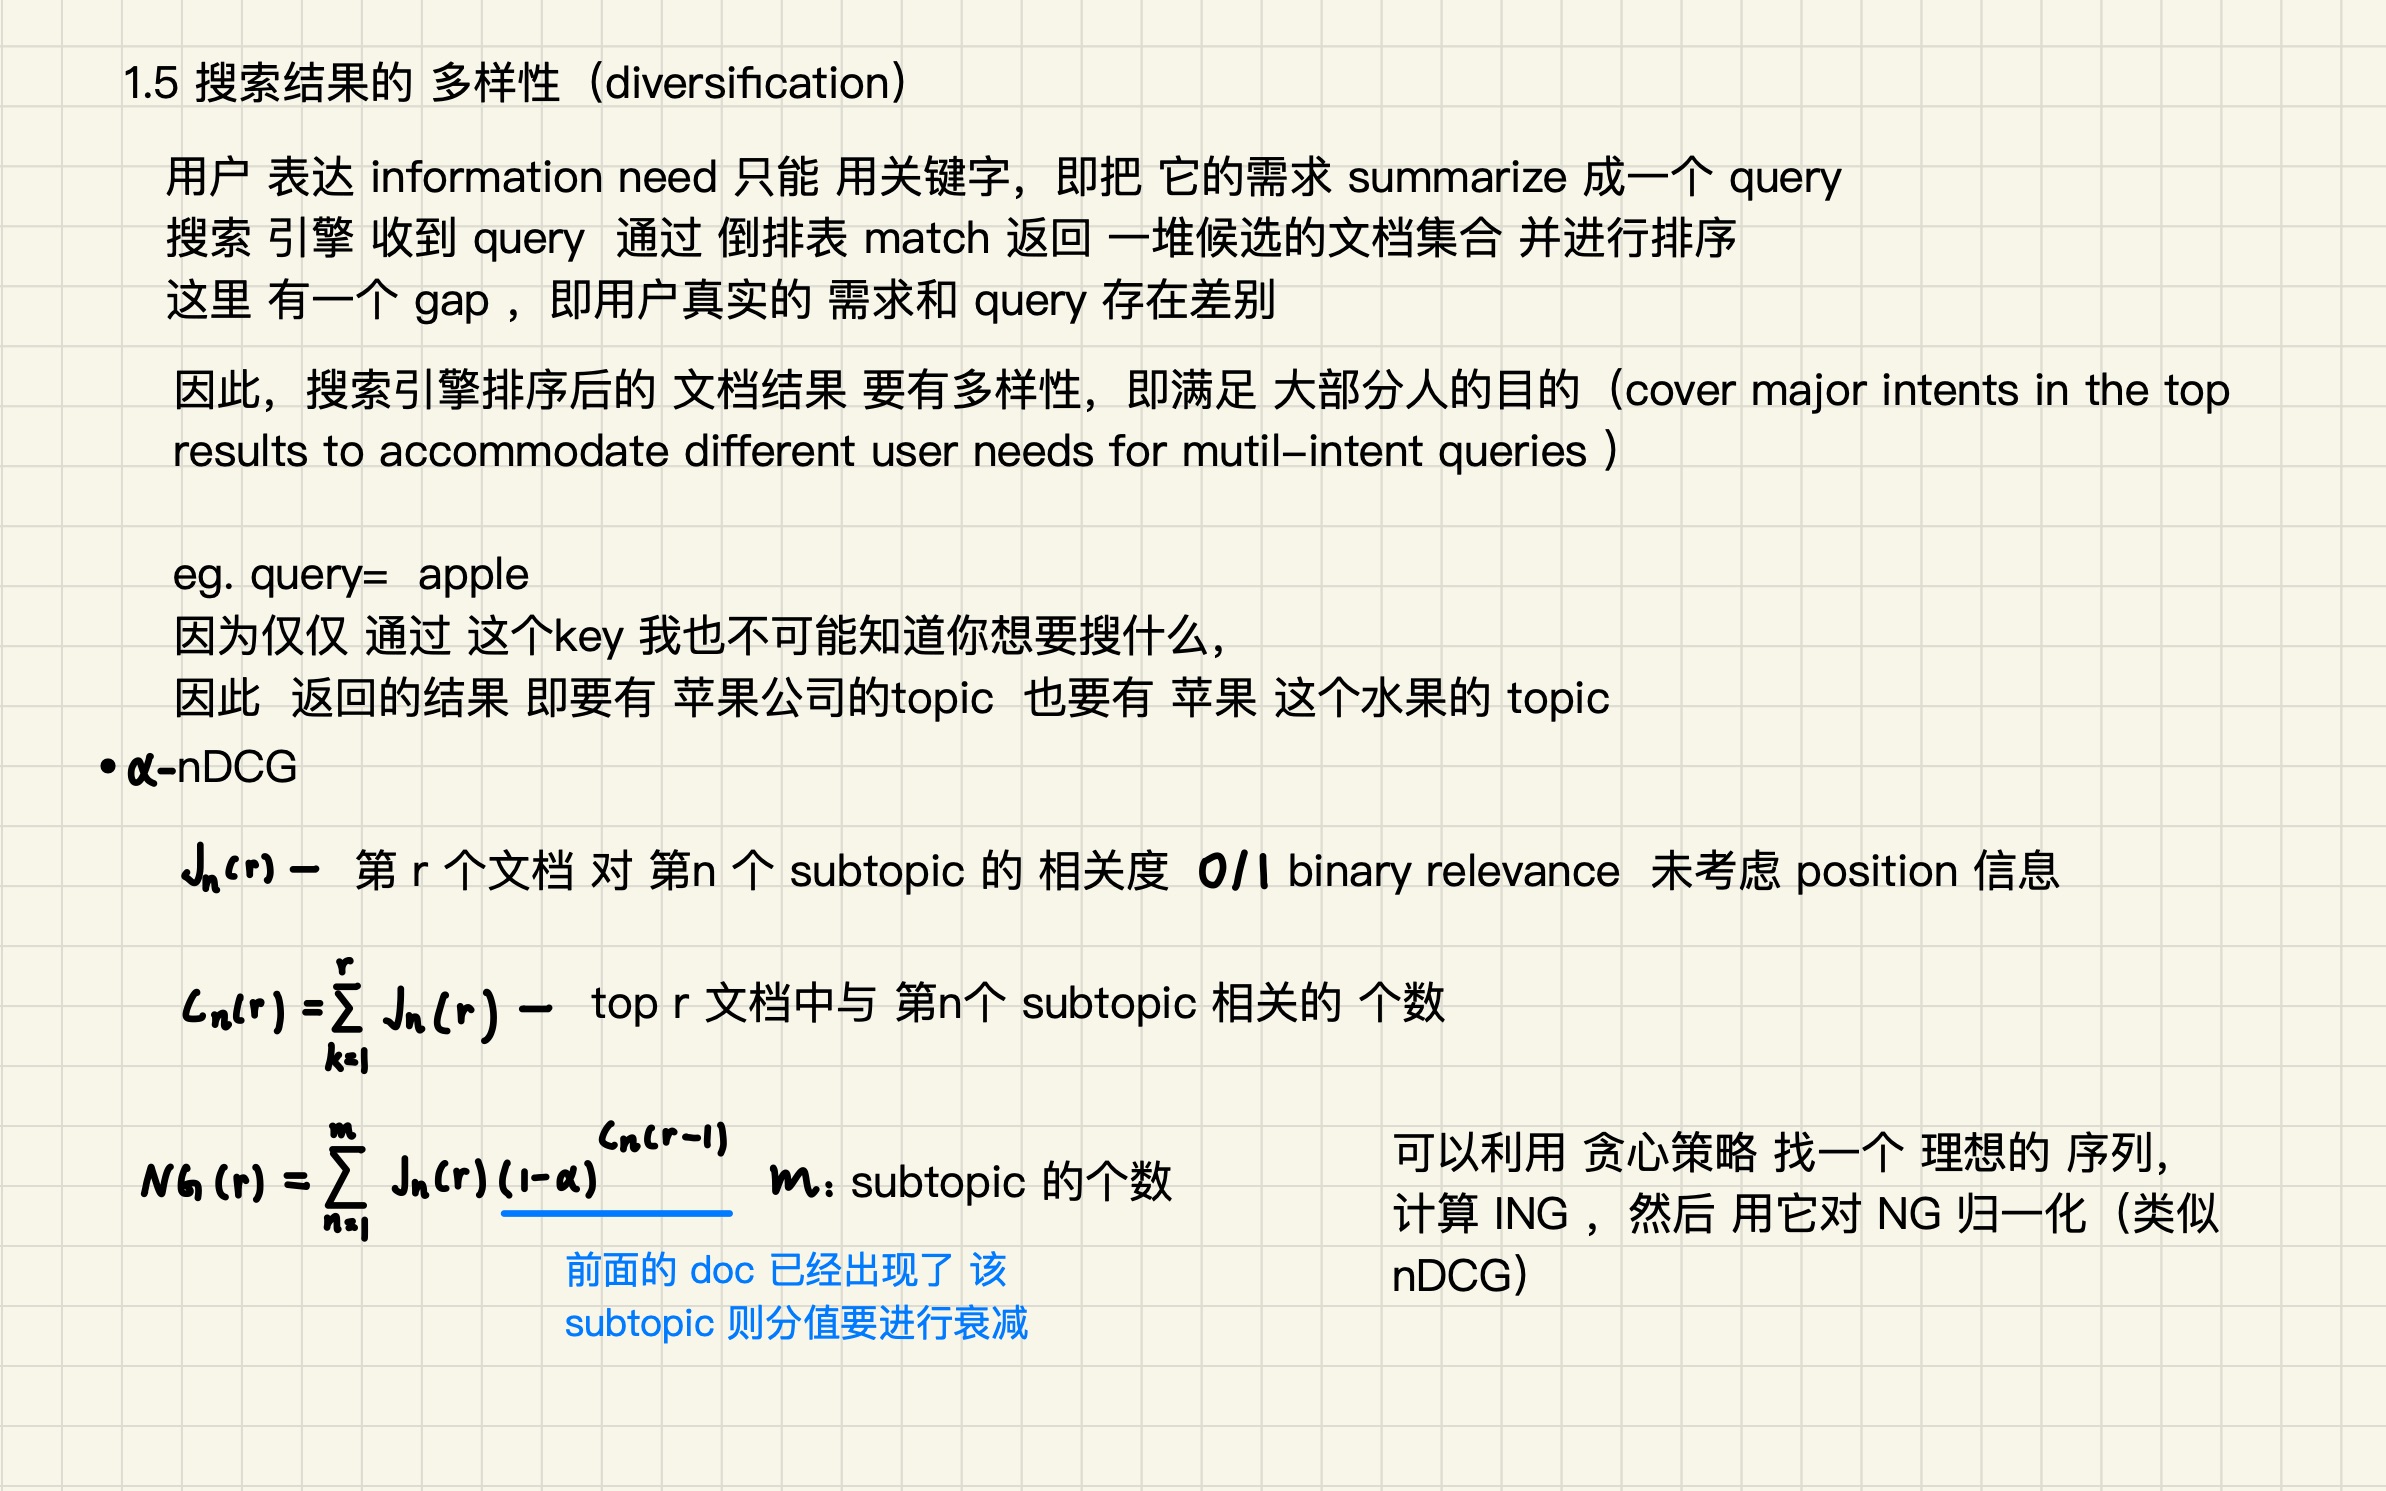 1.5 搜索结果的 多样性（diversification）
用户 表达 information need 只能 用关键字，即把 它的需求 summarize 成一个 query
搜索 引擎 收到 query 通过 倒排表 match 返回 一堆候选的文档集合 并进行排序
这里 有一个 gap ，即用户真实的 需求和 query 存在差别
因此，搜索引擎排序后的 文档结果 要有多样性，即满足 大部分人的目的（cover major intents in the top
results to accommodate different user needs for mutil-intent queries ）
eg. query= apple
因为仅仅 通过 这个key 我也不可能知道你想要搜什么，
因此 返回的结果 即要有 苹果公司的topic 也要有 苹果 这个水果的 topic
• α-nDCG
Jn(r) — 第 r 个文档 对 第n 个 subtopic 的 相关度 0/1 binary relevance 未考虑 position 信息
Cn(r) = ∑_{k=1}^{r} Jn(r) — top r 文档中与 第n个 subtopic 相关的 个数
NG(r) = ∑_{n=1}^{m} Jn(r)(1-α)^{Cn(r-1)} m: subtopic 的个数
前面的 doc 已经出现了 该
subtopic 则分值要进行衰减
可以利用 贪心策略 找一个 理想的 序列，
计算 ING ，然后 用它对 NG 归一化（类似
nDCG）